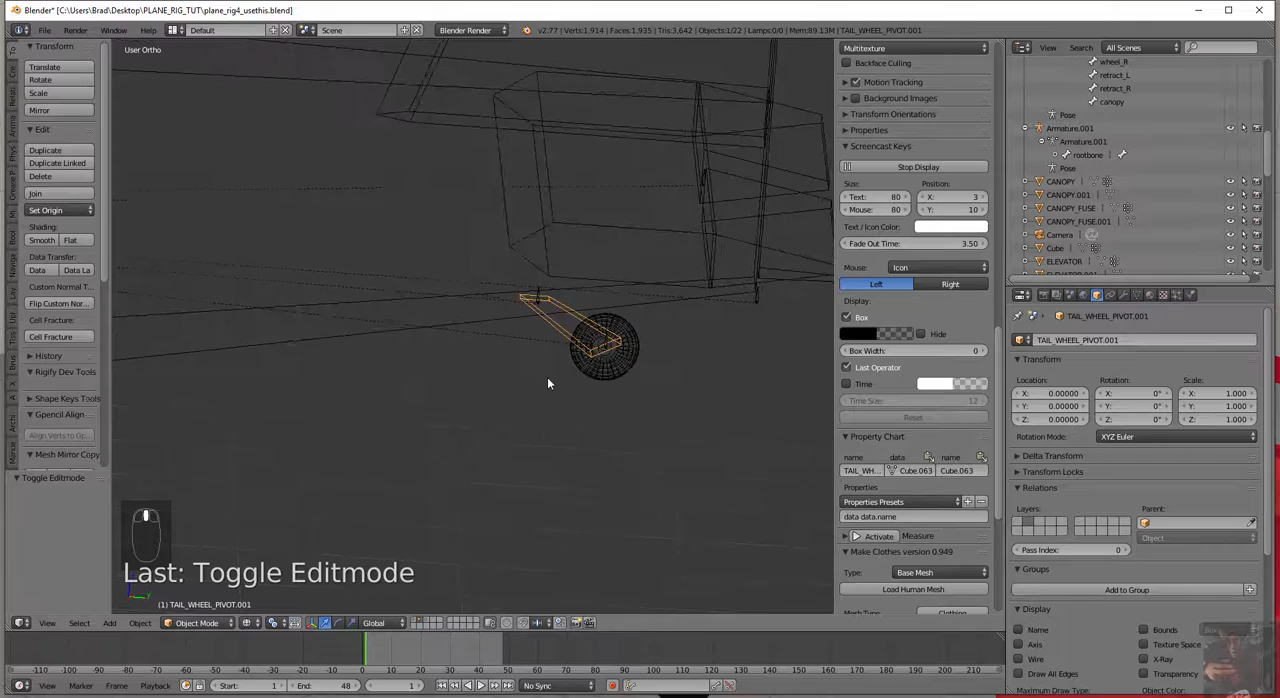 Blender* [C:\Users\Brad\Desktop\PLANE_RIG_TUT\plane_rig4_usethis.blend]
File Render Window Help Default Scene Blender Render v2.77 | Verts:1,914 | Faces:1,935 | Tris:3,642 | Objects:1/22 | Lamps:0/0 | Mem:89.13M | TAIL_WHEEL_PIVOT.001
User Ortho
Transform
Translate
Rotate
Scale
Mirror
Edit
Duplicate
Duplicate Linked
Delete
Join
Set Origin
Shading:
Smooth Flat
Data Transfer:
Data Data La
Custom Normal T...
Flip Custom Nor...
Cell Fracture:
Cell Fracture
History
Rigify Dev Tools
Shape Keys Tools
Gpencil Align
Align Verts to Gp...
Mesh Mirror Copy
Toggle Editmode
Last: Toggle Editmode
(1) TAIL_WHEEL_PIVOT.001
View Select Add Object Object Mode Global
Multitexture
Backface Culling
Motion Tracking
Background Images
Transform Orientations
Properties
Screencast Keys
Stop Display
Size: Position:
Text: 80 X: 3
Mouse: 80 Y: 10
Text / Icon Color:
Fade Out Time: 3.50
Mouse: Icon
Left Right
Display:
Box
Hide
Box Width: 0
Last Operator
Time
Time Size: 12
Reset
Property Chart
name data name
TAIL_WH... Cube.063 Cube.063
Properties
Properties Presets
data data.name
Activate Measure
Make Clothes version 0.949
Type: Base Mesh
Load Human Mesh
Mesh Type: Clothing
View Search All Scenes
wheel_R
retract_L
retract_R
canopy
Pose
Armature.001
Armature.001
rootbone
Pose
CANOPY
CANOPY.001
CANOPY_FUSE
CANOPY_FUSE.001
Camera
Cube
ELEVATOR
ELEVATOR.001
TAIL_WHEEL_PIVOT.001
TAIL_WHEEL_PIVOT.001
Transform
Location: Rotation: Scale:
X: 0.00000 X: 0° X: 1.000
Y: 0.00000 Y: 0° Y: 1.000
Z: 0.00000 Z: 0° Z: 1.000
Rotation Mode: XYZ Euler
Delta Transform
Transform Locks
Relations
Layers: Parent:
Object
Pass Index: 0
Groups
Add to Group
Display
Name Bounds Box
Axis Texture Space
Wire X-Ray
Draw All Edges
Object Color:
-110 -100 -90 -80 -70 -60 -50 -40 -30 -20 -10 0 10 20 30 40 50 60 70 80 90 100 110 120 130 140 150 160 170 180 190 200 210
View Marker Frame Playback Start: 1 End: 48 1 No Sync